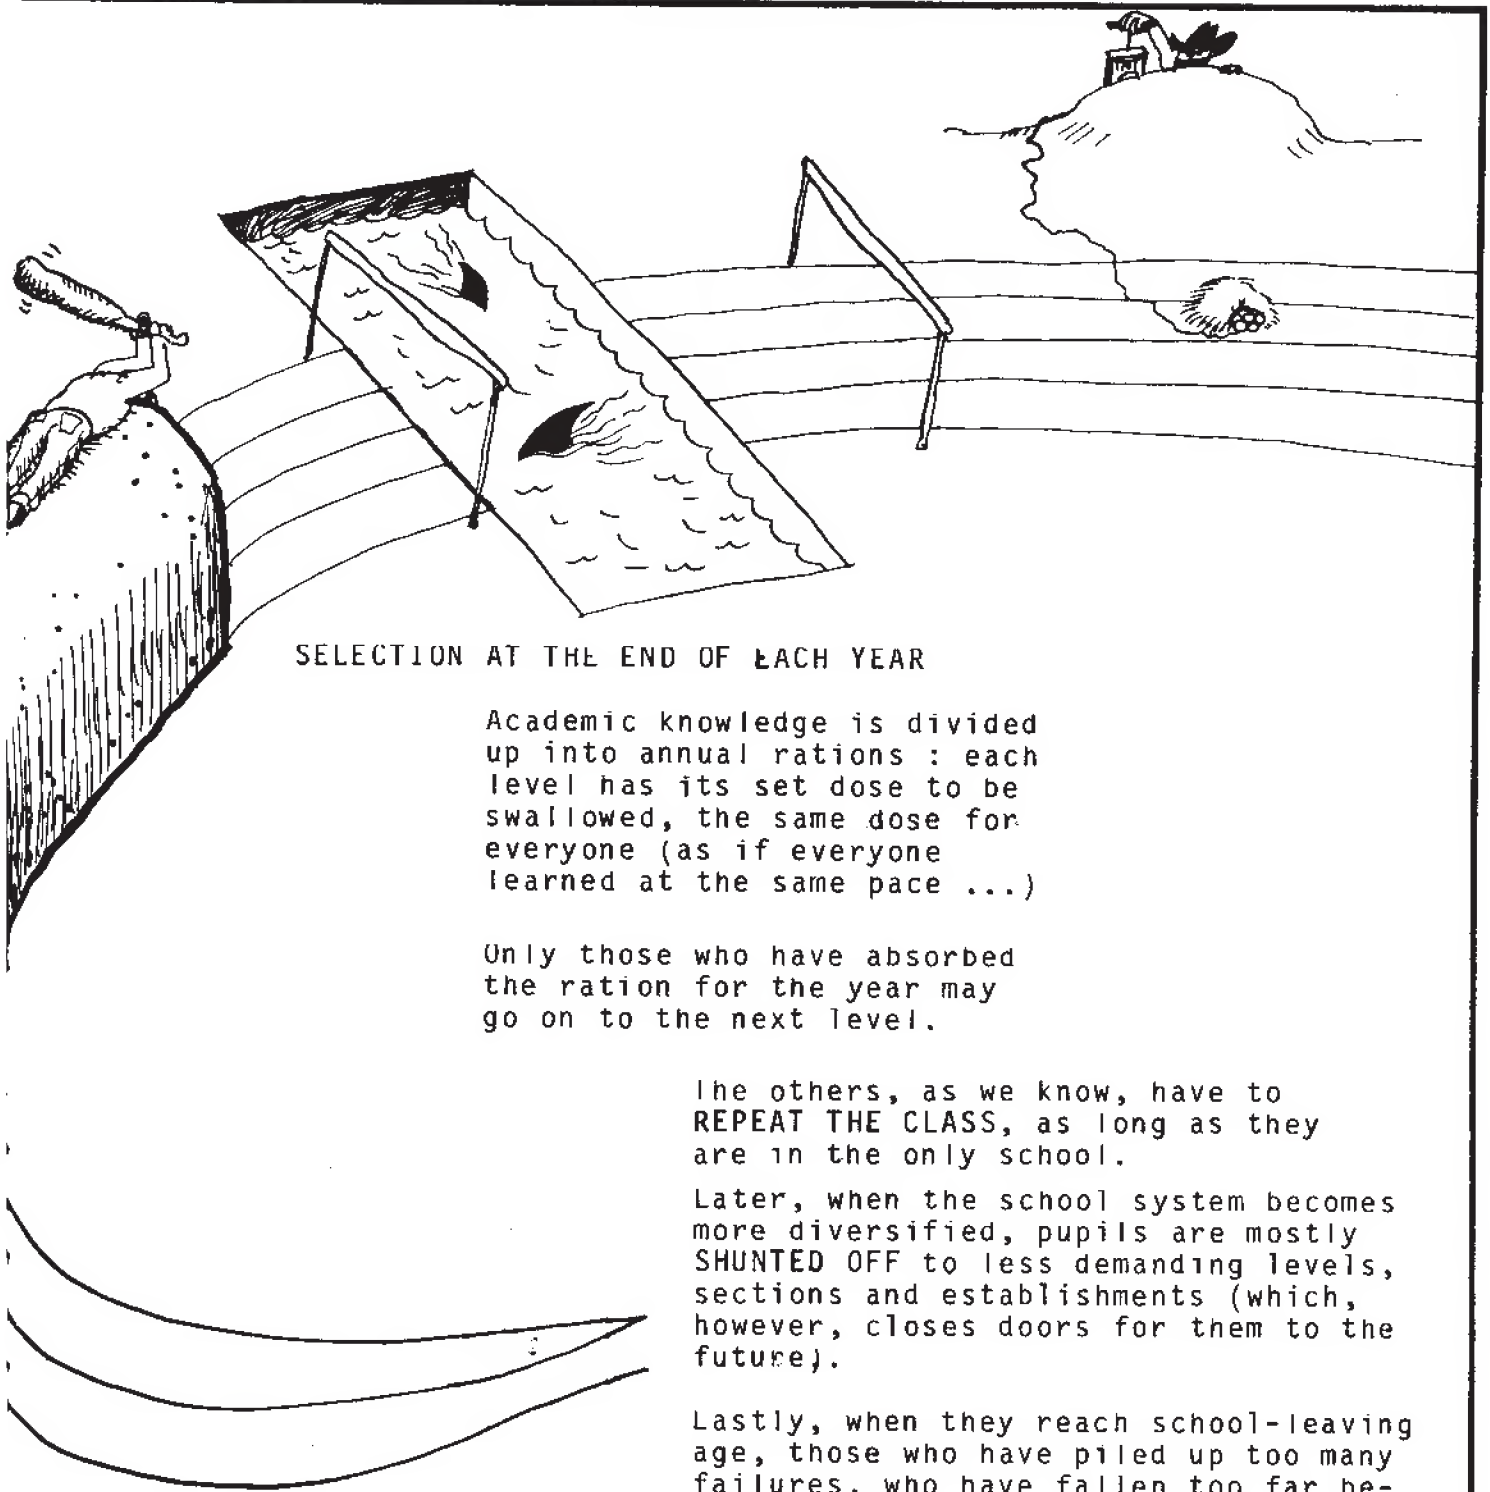 SELECTION AT THE END OF EACH YEAR
Academic knowledge is divided
up into annual rations : each
level has its set dose to be
swallowed, the same dose for
everyone (as if everyone
learned at the same pace ...)
Only those who have absorbed
the ration for the year may
go on to the next level.
The others, as we know, have to
REPEAT THE CLASS, as long as they
are in the only school.
Later, when the school system becomes
more diversified, pupils are mostly
SHUNTED OFF to less demanding levels,
sections and establishments (which,
however, closes doors for them to the
future).
Lastly, when they reach school-leaving
age, those who have piled up too many
failures, who have fallen too far be-